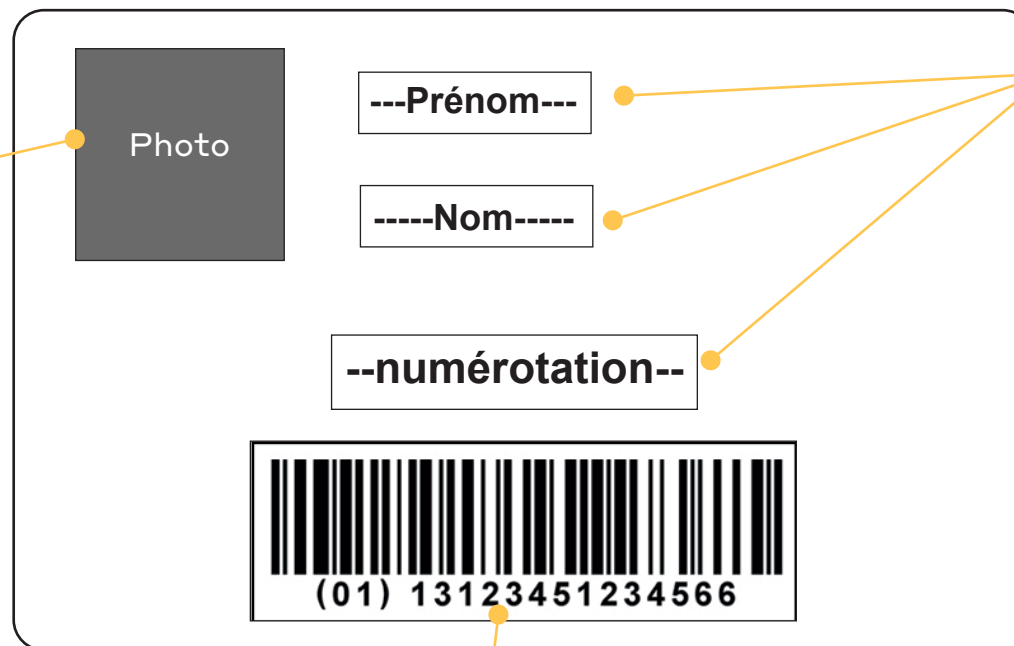 ---Prénom---
Photo
-----Nom-----
--numérotation--
(01) 13123451234566